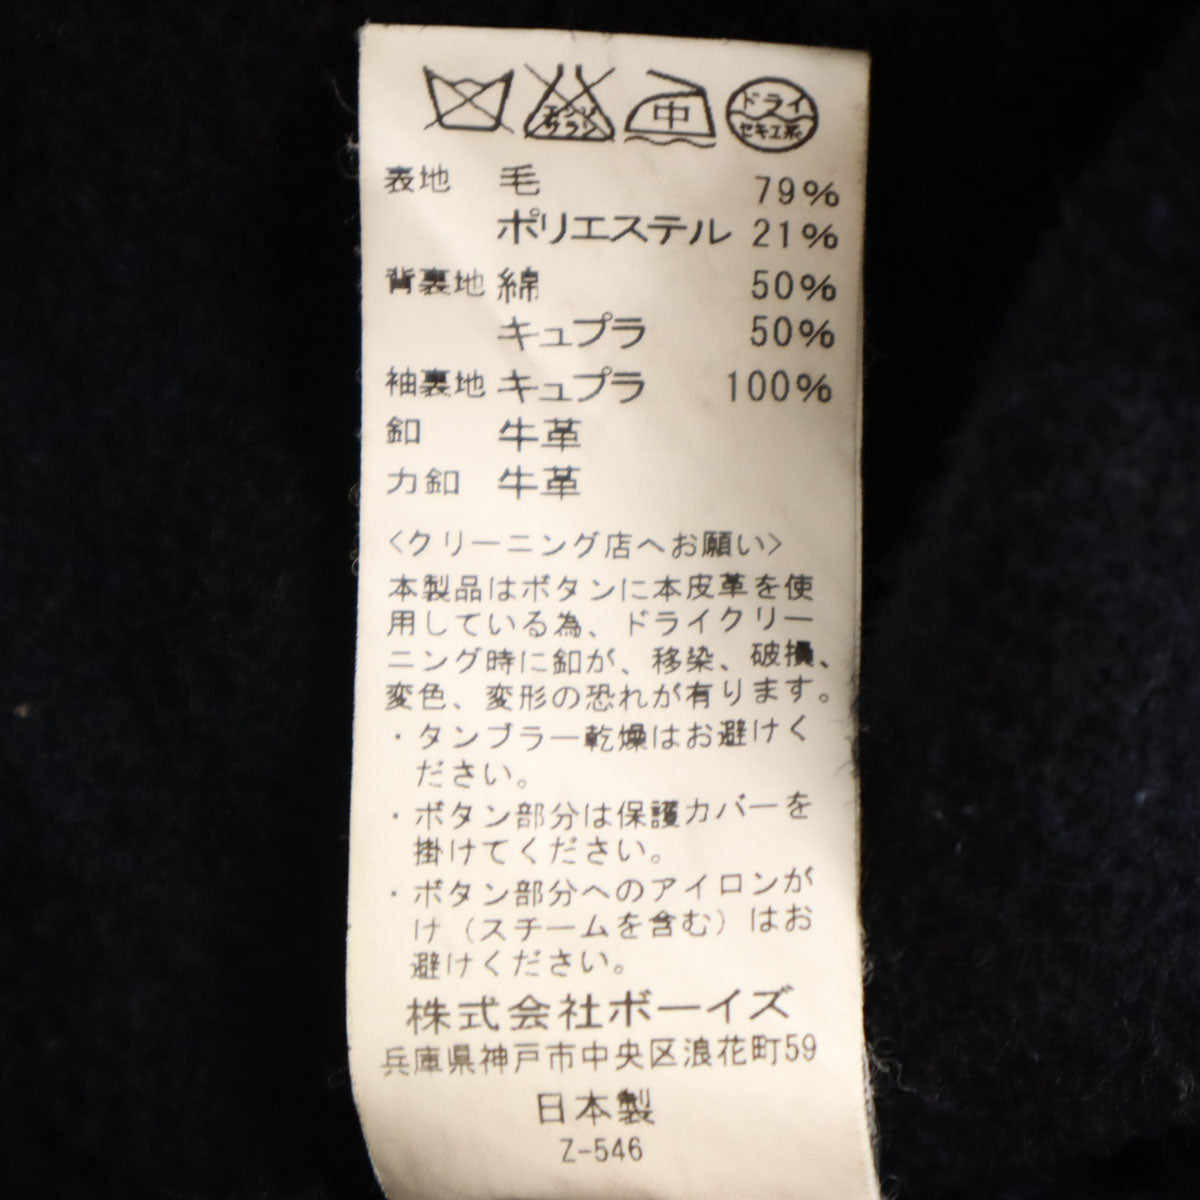 エンソ サラシ 中 ドライ セキユ系
表地 毛 79%
ポリエステル 21%
背裏地 綿 50%
キュプラ 50%
袖裏地 キュプラ 100%
釦 牛革
力釦 牛革
<クリーニング店へお願い>
本製品はボタンに本皮革を使
用している為、ドライクリー
ニング時に釦が、移染、破損、
変色、変形の恐れが有ります。
・タンブラー乾燥はお避けく
ださい。
・ボタン部分は保護カバーを
掛けてください。
・ボタン部分へのアイロンが
け(スチームを含む)はお
避けください。
株式会社ボーイズ
兵庫県神戸市中央区浪花町59
日本製
Z-546